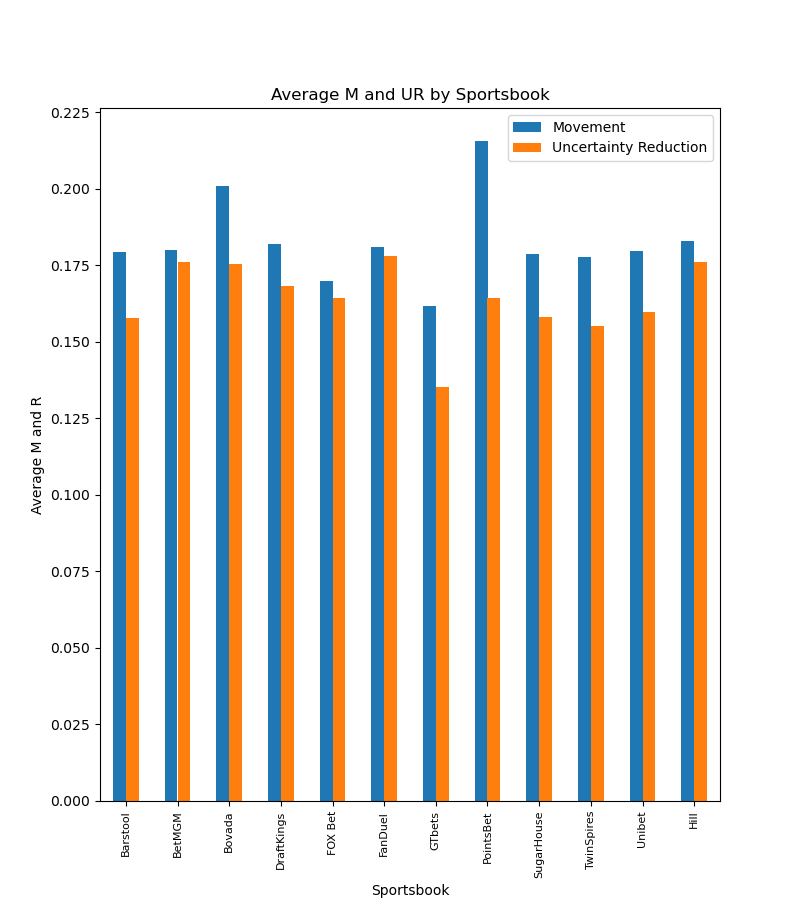 Average M and UR by Sportsbook
Movement
Uncertainty Reduction
Average M and R
0.225
0.200
0.175
0.150
0.125
0.100
0.075
0.050
0.025
0.000
Barstool
BetMGM
Bovada
DraftKings
FOX Bet
FanDuel
GTbets
PointsBet
SugarHouse
TwinSpires
Unibet
Hill
Sportsbook